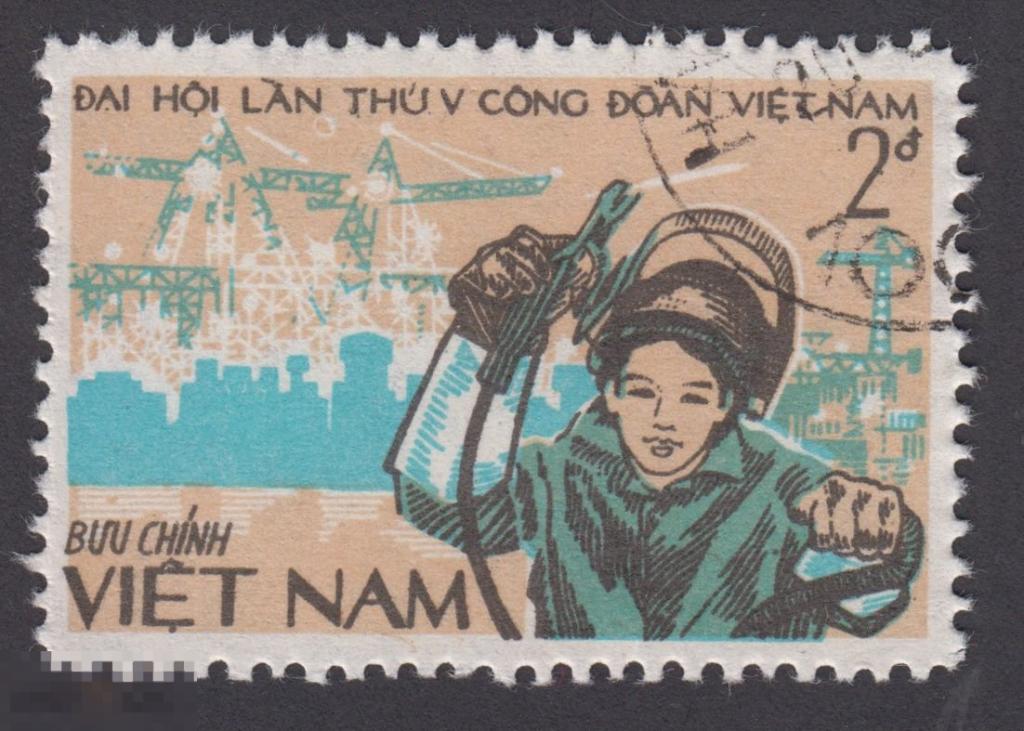 ĐẠI HỘI LẦN THỨ V CÔNG ĐOÀN VIỆT-NAM
2đ
BƯU CHÍNH
VIỆT NAM